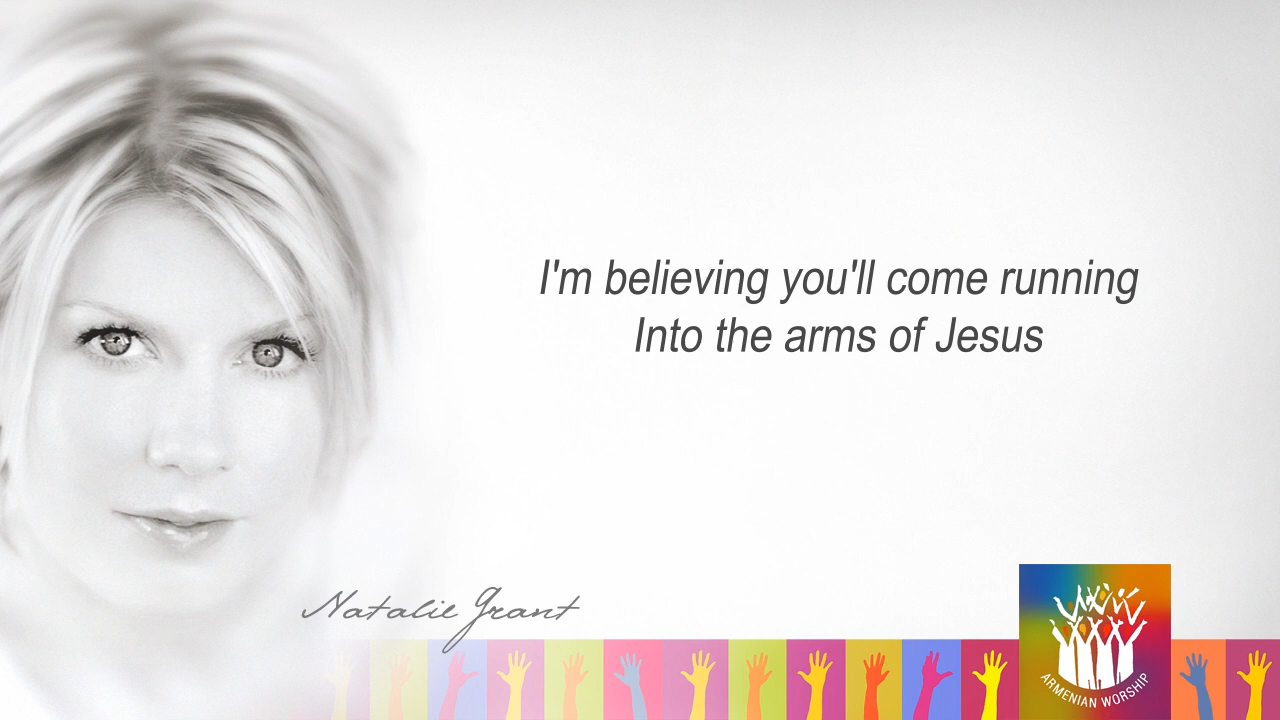 I'm believing you'll come running
Into the arms of Jesus
Natalie Grant
ARMENIAN WORSHIP